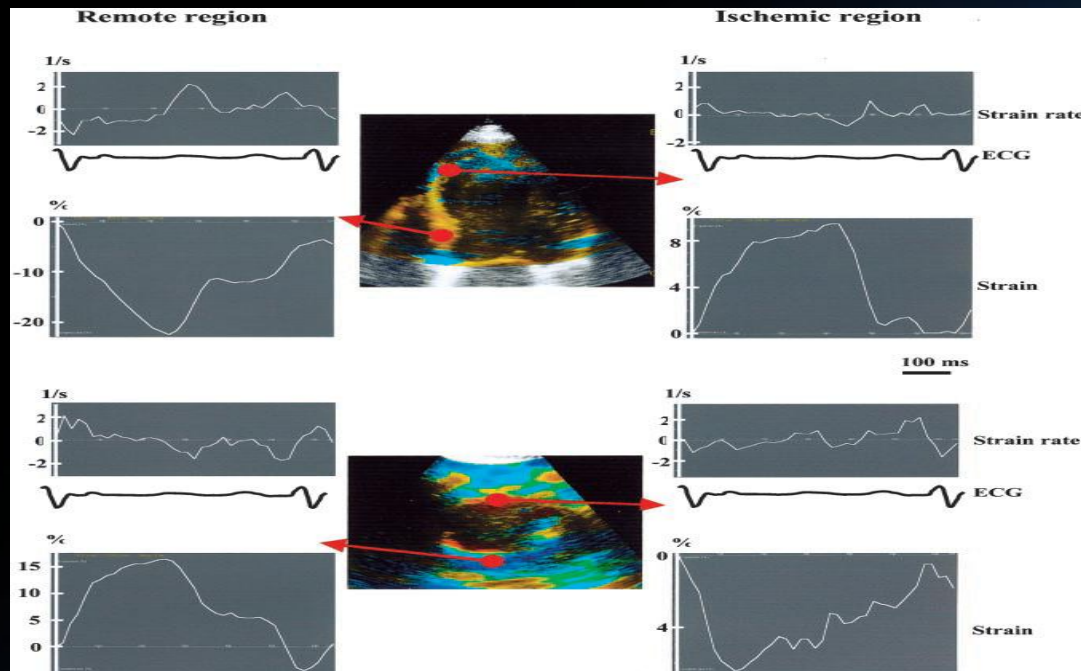 Remote region
Ischemic region
1/s
2
0
-2
1/s
2
0
-2
Strain rate
ECG
%
0
-10
-20
%
8
4
0
Strain
100 ms
1/s
2
0
-2
1/s
2
0
-2
Strain rate
ECG
%
15
10
5
0
%
0
4
Strain